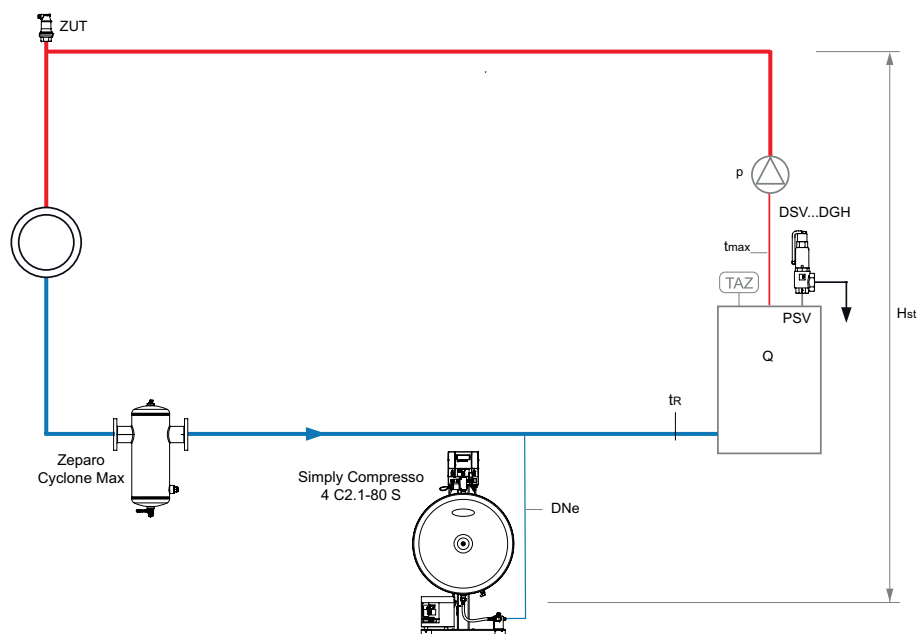 ZUT
p
DSV...DGH
tmax
TAZ
PSV
Hst
Q
tR
Zeparo
Cyclone Max
Simply Compresso
4 C2.1-80 S
DNe